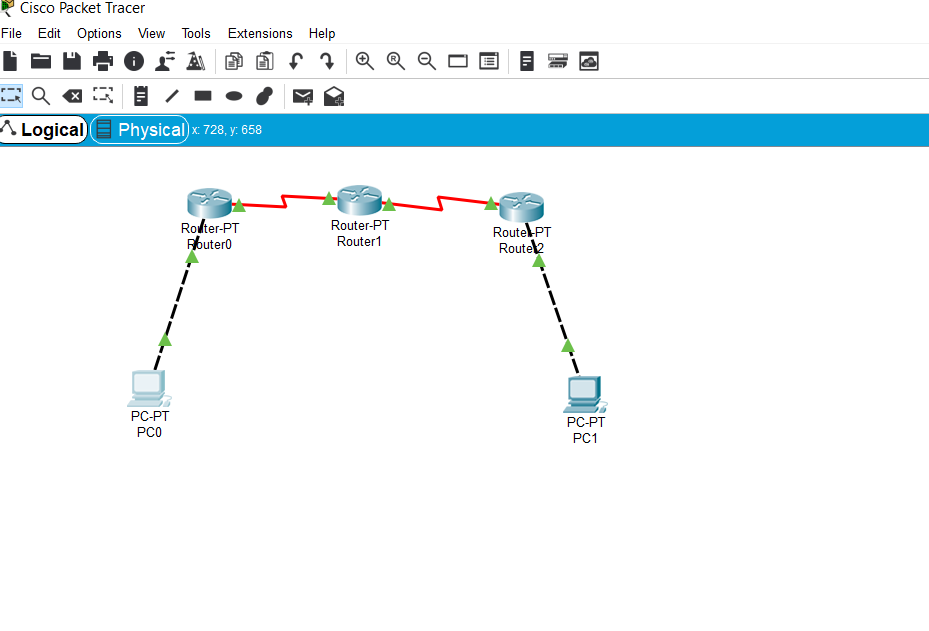 Cisco Packet Tracer
File Edit Options View Tools Extensions Help
Logical Physical x: 728, y: 658
Router-PT
Router0
Router-PT
Router1
Router-PT
Router2
PC-PT
PC0
PC-PT
PC1